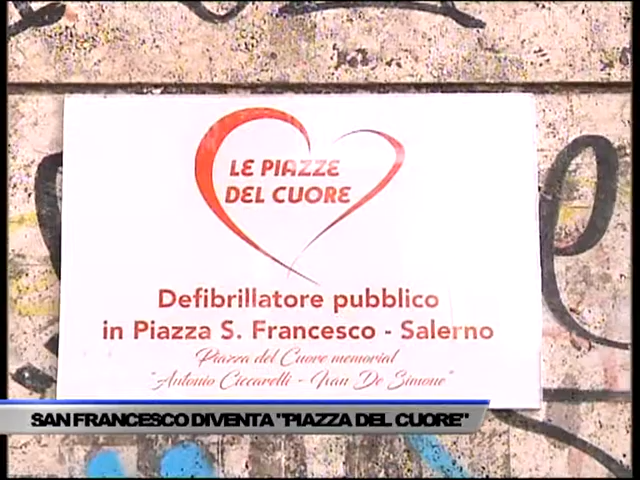 LE PIAZZE
DEL CUORE
Defibrillatore pubblico
in Piazza S. Francesco - Salerno
Piazza del Cuore memorial
"Antonio Ciccarelli - Ivan De Simone"
SAN FRANCESCO DIVENTA "PIAZZA DEL CUORE"